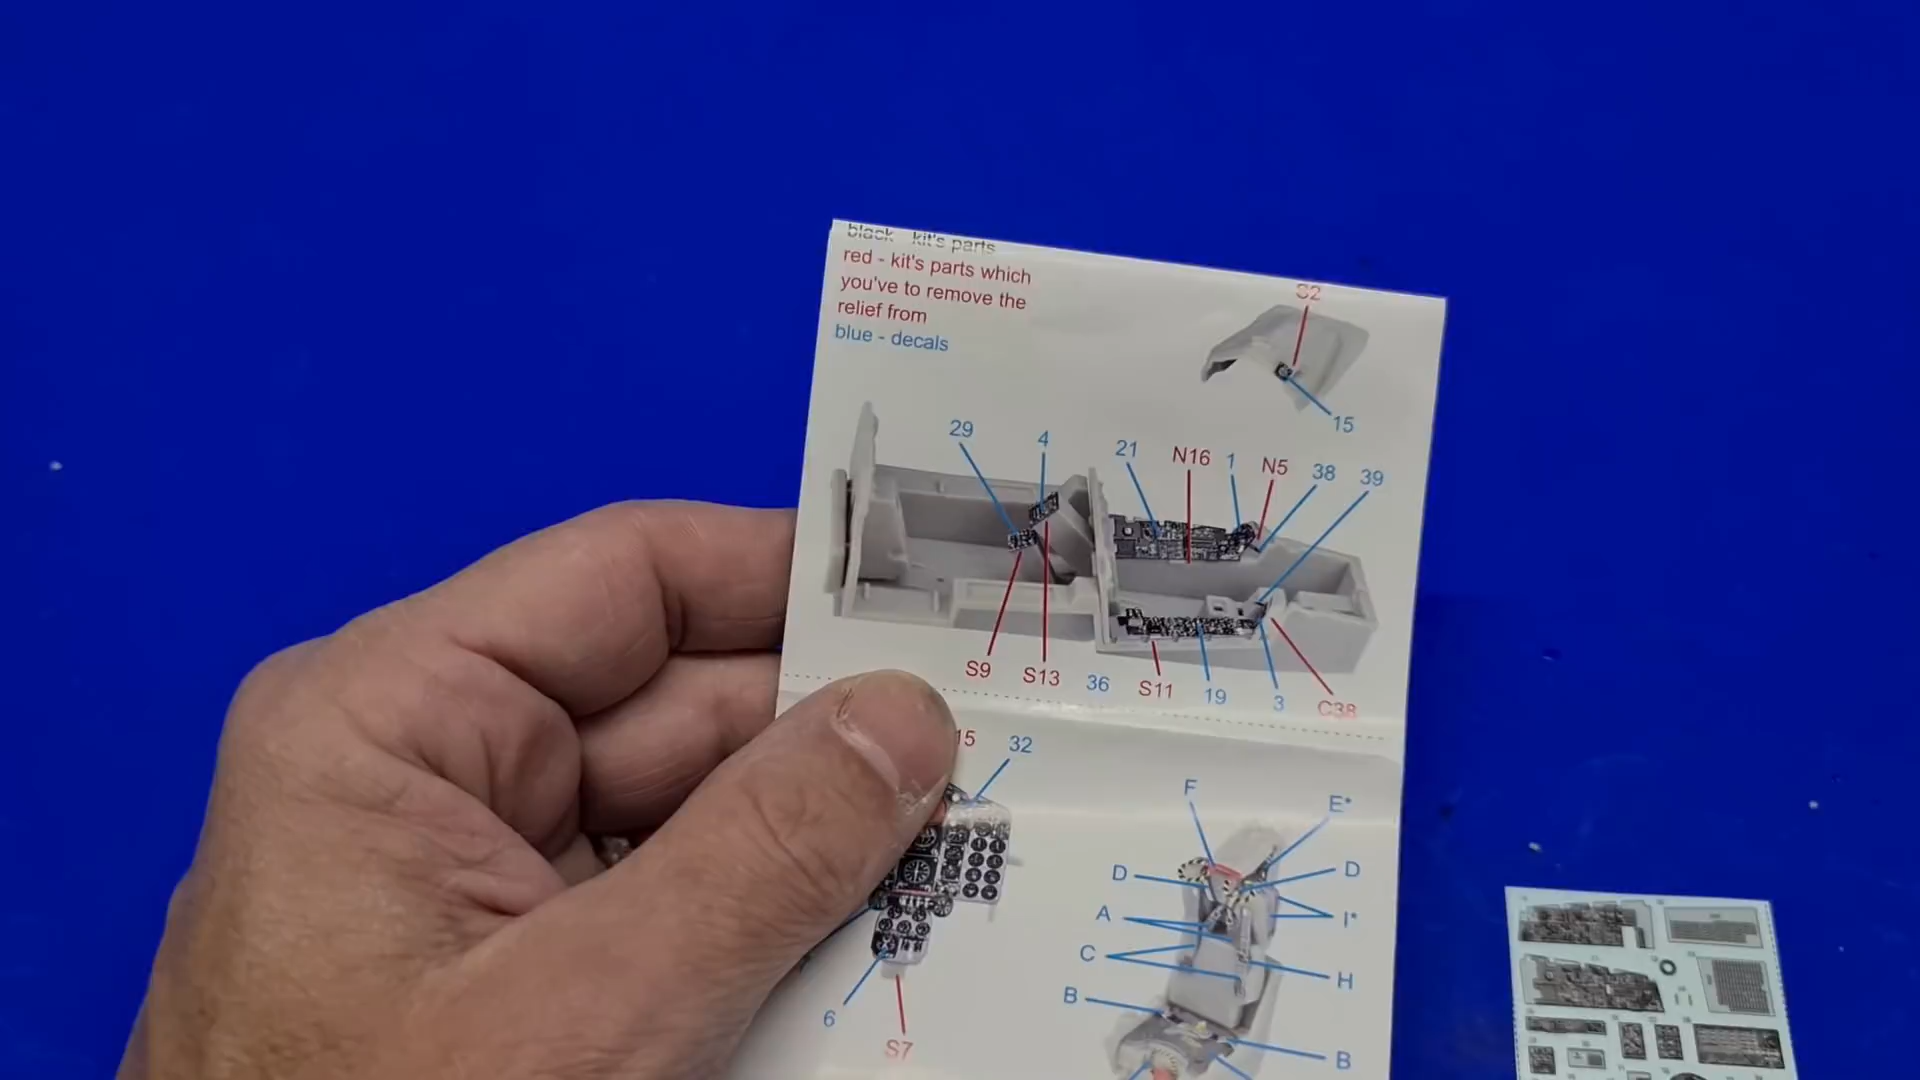 black - kit's parts
red - kit's parts which
you've to remove the
relief from
blue - decals
S2
15
29
4
21
N16
1
N5
38
39
S9
S13
36
S11
19
3
C38
15
32
F
E*
D
D
A
I*
C
H
B
6
S7
B